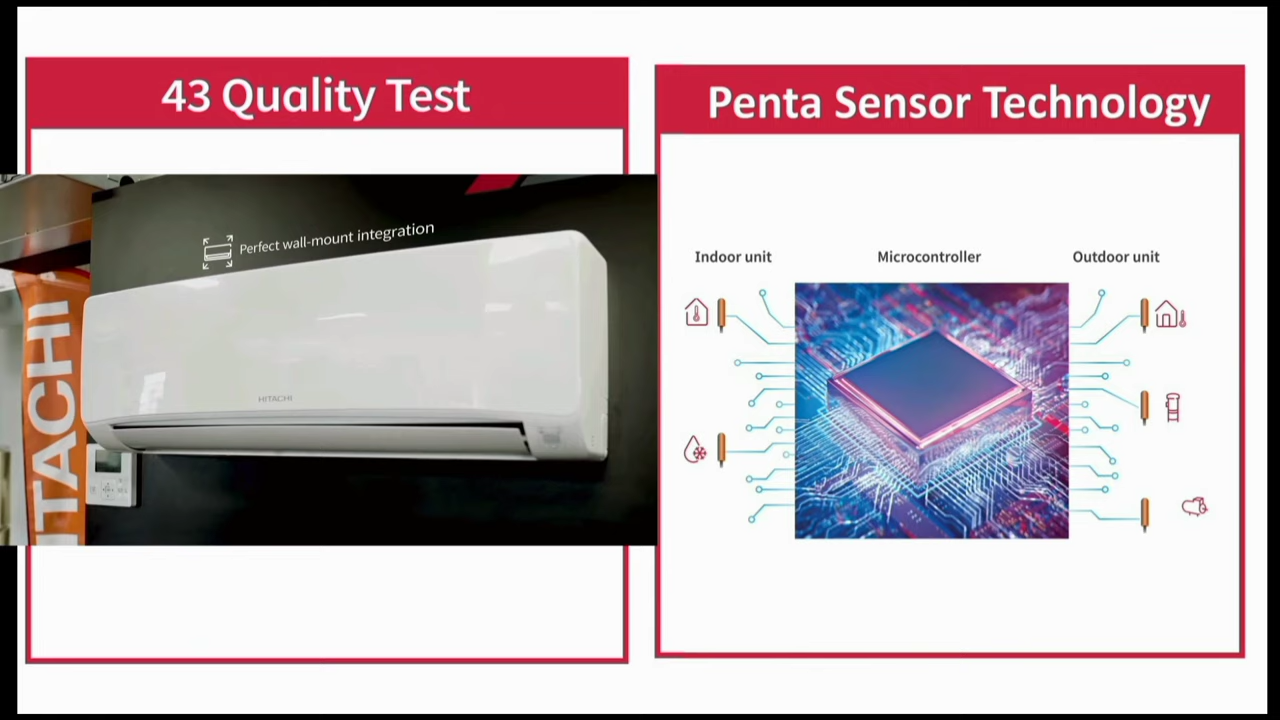 43 Quality Test
Penta Sensor Technology
Perfect wall-mount integration
HITACHI
HITACHI
Indoor unit
Microcontroller
Outdoor unit